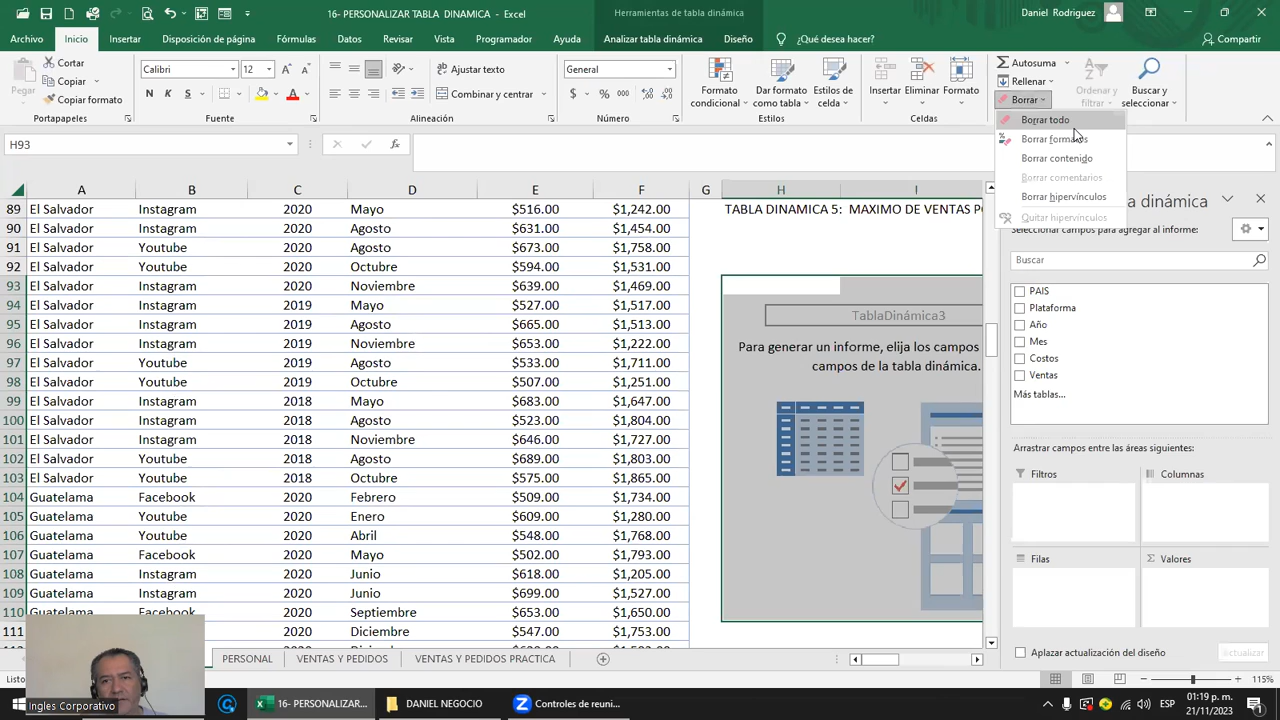 16- PERSONALIZAR TABLA DINAMICA - Excel
Herramientas de tabla dinámica
Daniel Rodriguez
Archivo Inicio Insertar Disposición de página Fórmulas Datos Revisar Vista Programador Ayuda Analizar tabla dinámica Diseño ¿Qué desea hacer? Compartir
Pegar
Cortar
Copiar
Copiar formato
Portapapeles
Calibri 12
N K S
Fuente
Ajustar texto
Combinar y centrar
Alineación
General
$ % 000
Número
Formato condicional
Dar formato como tabla
Estilos de celda
Estilos
Insertar Eliminar Formato
Celdas
Autosuma
Rellenar
Borrar
Ordenar y filtrar
Buscar y seleccionar
Borrar todo
Borrar formatos
Borrar contenido
Borrar comentarios
Borrar hipervínculos
Quitar hipervínculos
H93
fx
A B C D E F G H I
89 El Salvador Instagram 2020 Mayo $516.00 $1,242.00
90 El Salvador Instagram 2020 Agosto $631.00 $1,454.00
91 El Salvador Youtube 2020 Agosto $673.00 $1,758.00
92 El Salvador Youtube 2020 Octubre $594.00 $1,531.00
93 El Salvador Instagram 2020 Noviembre $639.00 $1,469.00
94 El Salvador Instagram 2019 Mayo $527.00 $1,517.00
95 El Salvador Instagram 2019 Agosto $665.00 $1,513.00
96 El Salvador Instagram 2019 Noviembre $653.00 $1,222.00
97 El Salvador Youtube 2019 Agosto $533.00 $1,711.00
98 El Salvador Youtube 2019 Octubre $507.00 $1,251.00
99 El Salvador Instagram 2018 Mayo $683.00 $1,647.00
100 El Salvador Instagram 2018 Agosto $523.00 $1,804.00
101 El Salvador Instagram 2018 Noviembre $646.00 $1,727.00
102 El Salvador Youtube 2018 Agosto $689.00 $1,803.00
103 El Salvador Youtube 2018 Octubre $575.00 $1,865.00
104 Guatelama Facebook 2020 Febrero $509.00 $1,734.00
105 Guatelama Youtube 2020 Enero $609.00 $1,280.00
106 Guatelama Youtube 2020 Abril $548.00 $1,768.00
107 Guatelama Facebook 2020 Mayo $502.00 $1,793.00
108 Guatelama Instagram 2020 Junio $618.00 $1,205.00
109 Guatelama Instagram 2020 Junio $699.00 $1,527.00
110 Guatelama Facebook 2020 Septiembre $653.00 $1,650.00
111 2020 Diciembre $547.00 $1,753.00
TABLA DINAMICA 5: MAXIMO DE VENTAS
TablaDinámica3
Para generar un informe, elija los campos
campos de la tabla dinámica.
dinámica
Seleccionar campos para agregar al informe:
Buscar
PAIS
Plataforma
Año
Mes
Costos
Ventas
Más tablas...
Arrastrar campos entre las áreas siguientes:
Filtros
Columnas
Filas
Σ Valores
Aplazar actualización del diseño
PERSONAL VENTAS Y PEDIDOS VENTAS Y PEDIDOS PRACTICA
Listo
115%
Ingles Corporativo
16- PERSONALIZAR...
DANIEL NEGOCIO
Controles de reuni...
ESP
01:19 p. m.
21/11/2023